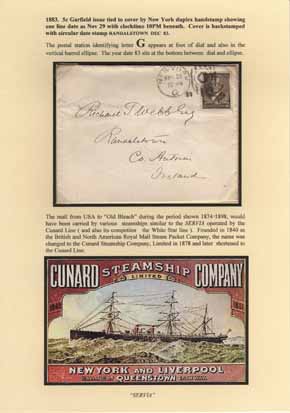 1883. 5c Garfield issue tied to cover by New York duplex handstamp showing
one line date as Nov 29 with clocktime 10PM beneath. Cover is backstamped
with circular date stamp RANDALSTOWN DEC 83.
The postal station identifying letter G appears at foot of dial and also in the
vertical barred ellipse. The year date 83 sits at the bottom between dial and ellipse.
Richard T Webb Esq
Randalstown
Co. Antrim
Ireland
The mail from USA to "Old Bleach" during the period shown 1874-1898, would
have been carried by various steamships similar to the SERVIA operated by the
Cunard Line ( and also its competitor the White Star line ). Founded in 1840 as
the British and North American Royal Mail Steam Packet Company, the name was
changed to the Cunard Steamship Company, Limited in 1878 and later shortened to
the Cunard Line.
CUNARD STEAMSHIP COMPANY
LIMITED
NEW YORK AND LIVERPOOL
QUEENSTOWN
"SERVIA"